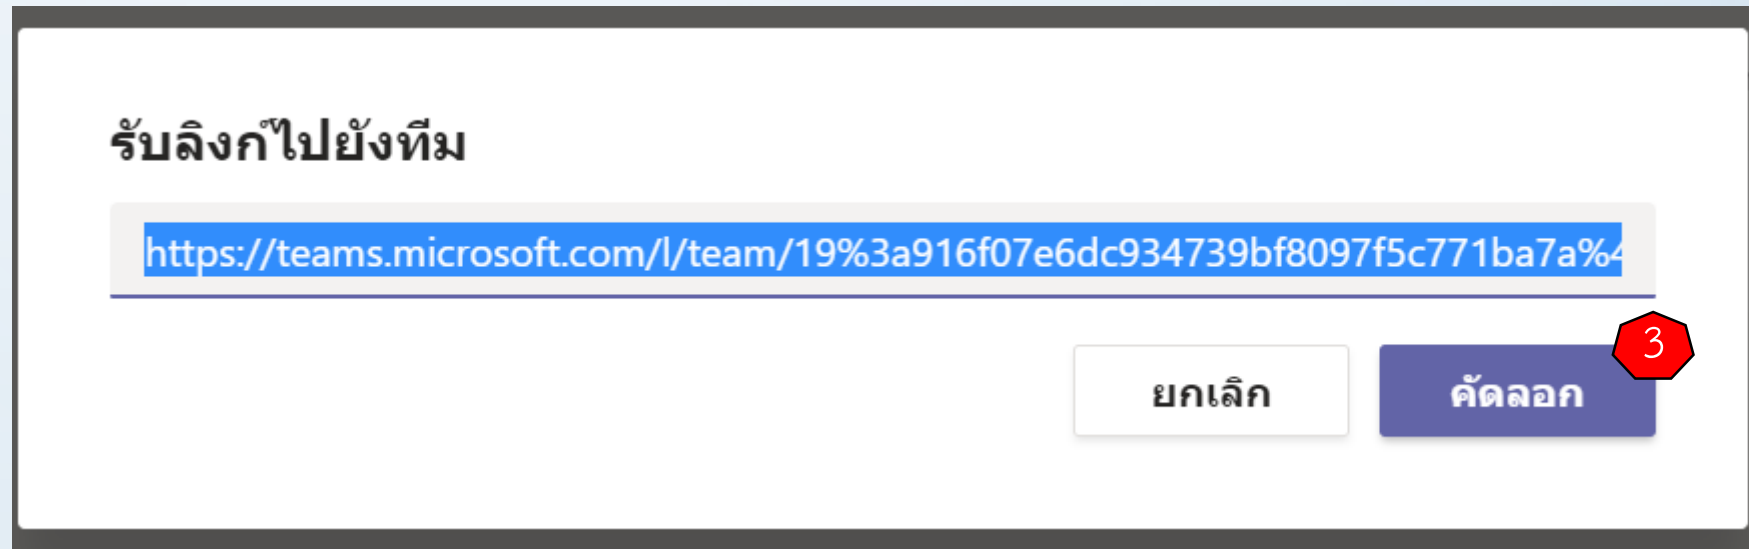 รับลิงก์ไปยังทีม
https://teams.microsoft.com/l/team/19%3a916f07e6dc934739bf8097f5c771ba7a%4
3
ยกเลิก คัดลอก